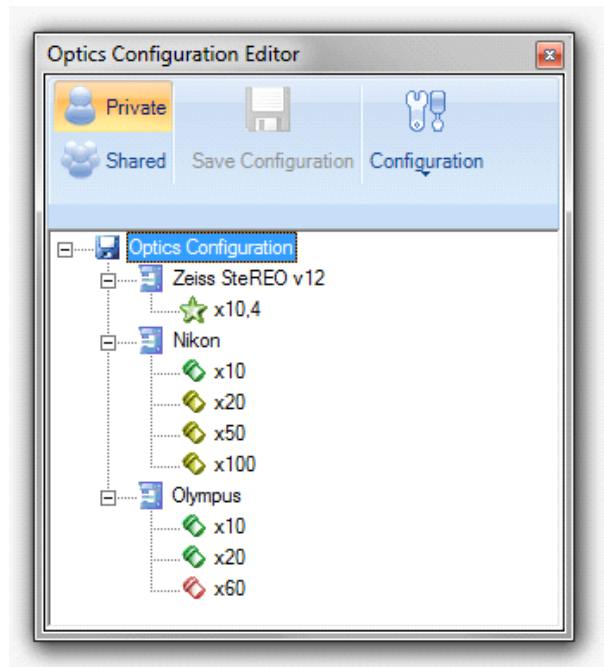 Optics Configuration Editor
Private
Shared
Save Configuration
Configuration
Optics Configuration
Zeiss SteREO v12
x10,4
Nikon
x10
x20
x50
x100
Olympus
x10
x20
x60